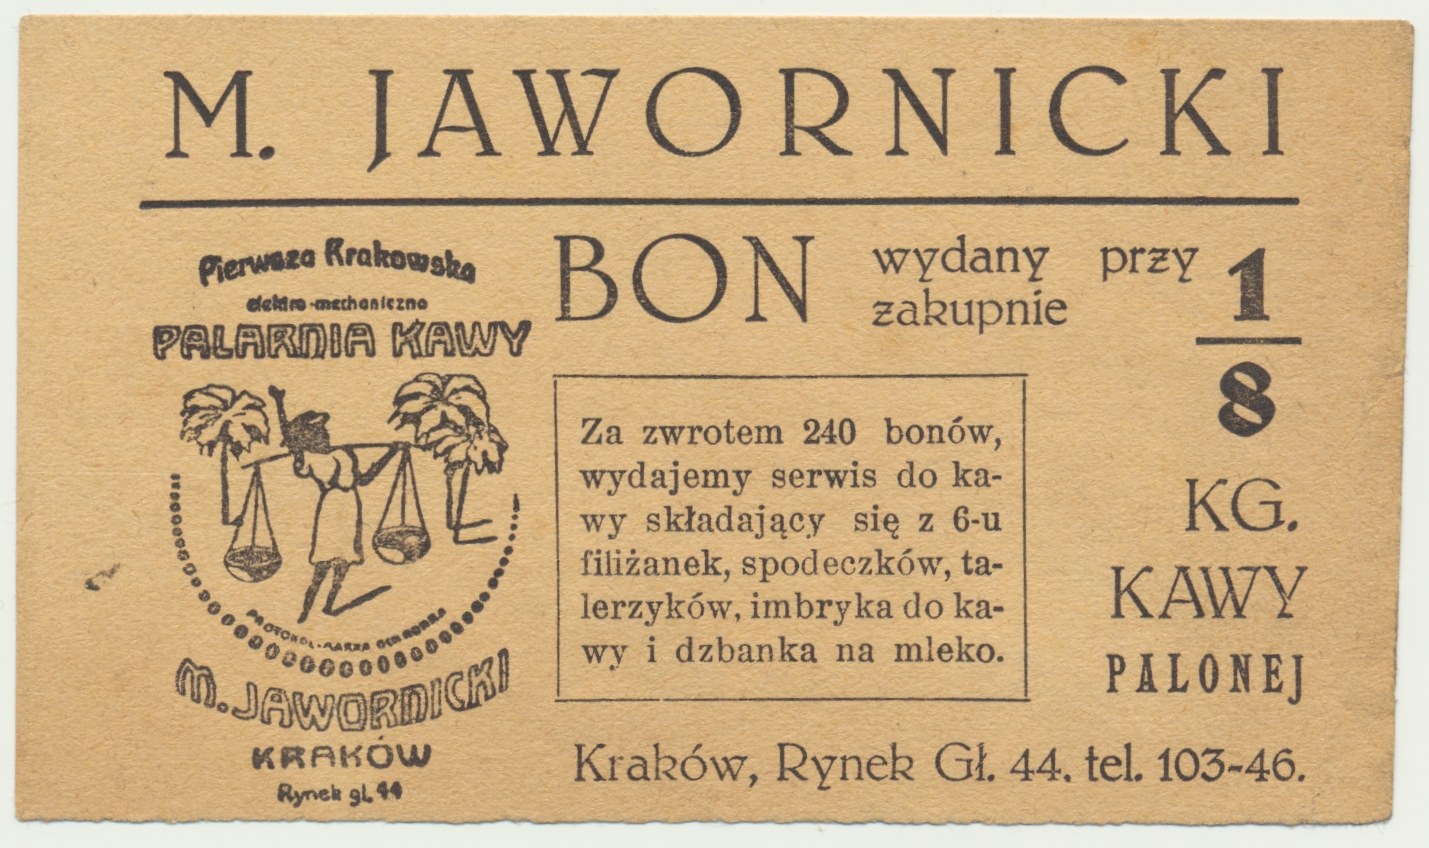 M. JAWORNICKI
Pierwsza Krakowska
elektro-mechaniczna
PALARNIA KAWY
M. JAWORNICKI
KRAKÓW
Rynek gł. 44
BON wydany przy
zakupnie
1
8
KG.
KAWY
PALONEJ
Za zwrotem 240 bonów,
wydajemy serwis do ka-
wy składający się z 6-u
filiżanek, spodeczków, ta-
lerzyków, imbryka do ka-
wy i dzbanka na mleko.
Kraków, Rynek Gł. 44. tel. 103-46.